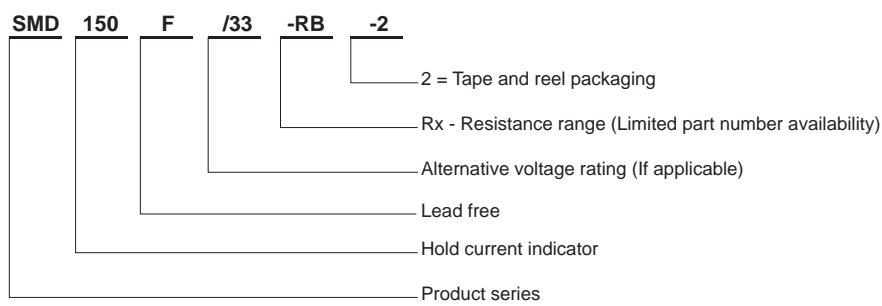 SMD 150 F /33 -RB -2
2 = Tape and reel packaging
Rx - Resistance range (Limited part number availability)
Alternative voltage rating (If applicable)
Lead free
Hold current indicator
Product series